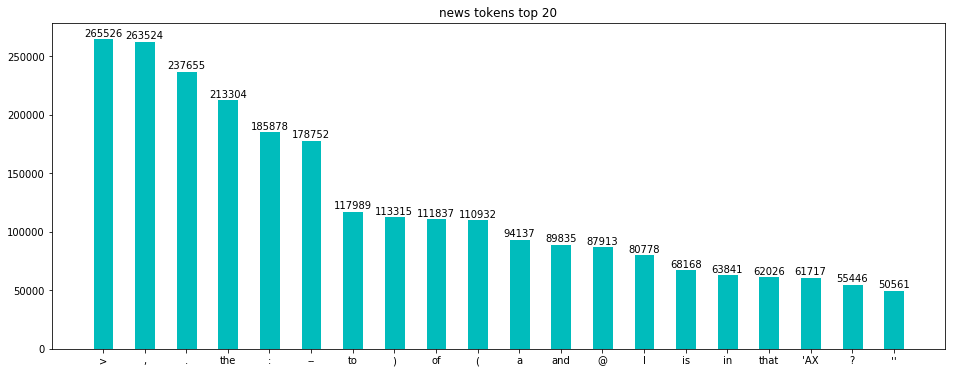 news tokens top 20
265526 263524 237655 213304 185878 178752 117989 113315 111837 110932 94137 89835 87913 80778 68168 63841 62026 61717 55446 50561
250000
200000
150000
100000
50000
0
> , . the : -- to ) of ( a and @ I is in that 'AX ? ''